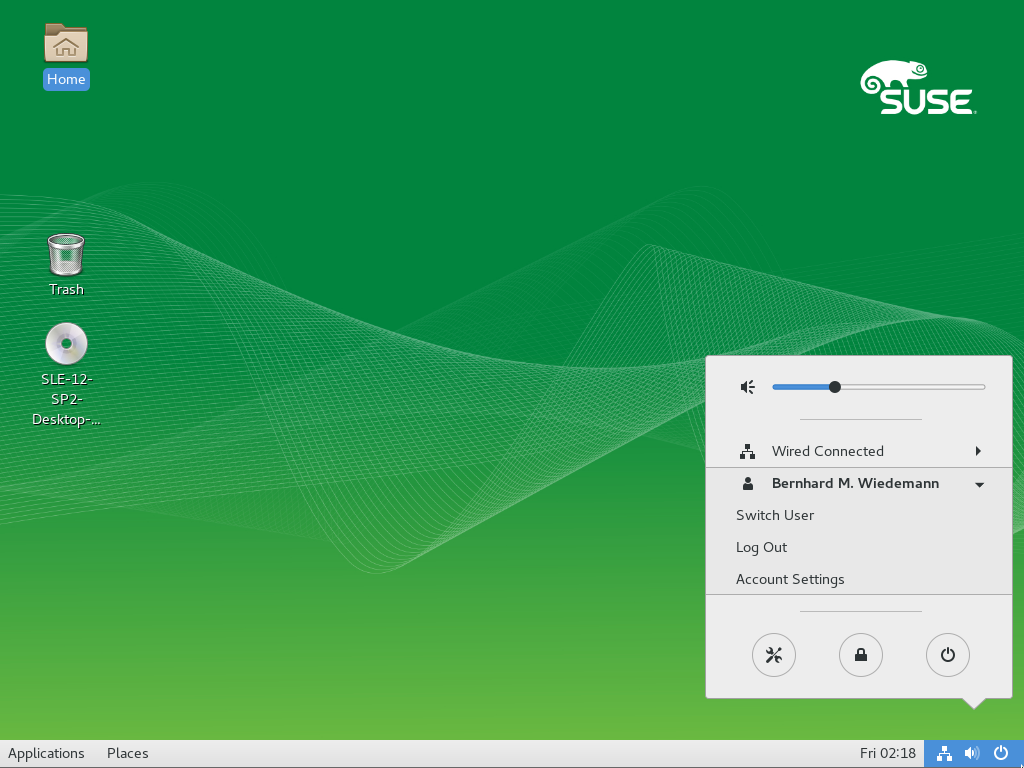 Home
SUSE
Trash
SLE-12-
SP2-
Desktop-...
Wired Connected
Bernhard M. Wiedemann
Switch User
Log Out
Account Settings
Applications
Places
Fri 02:18